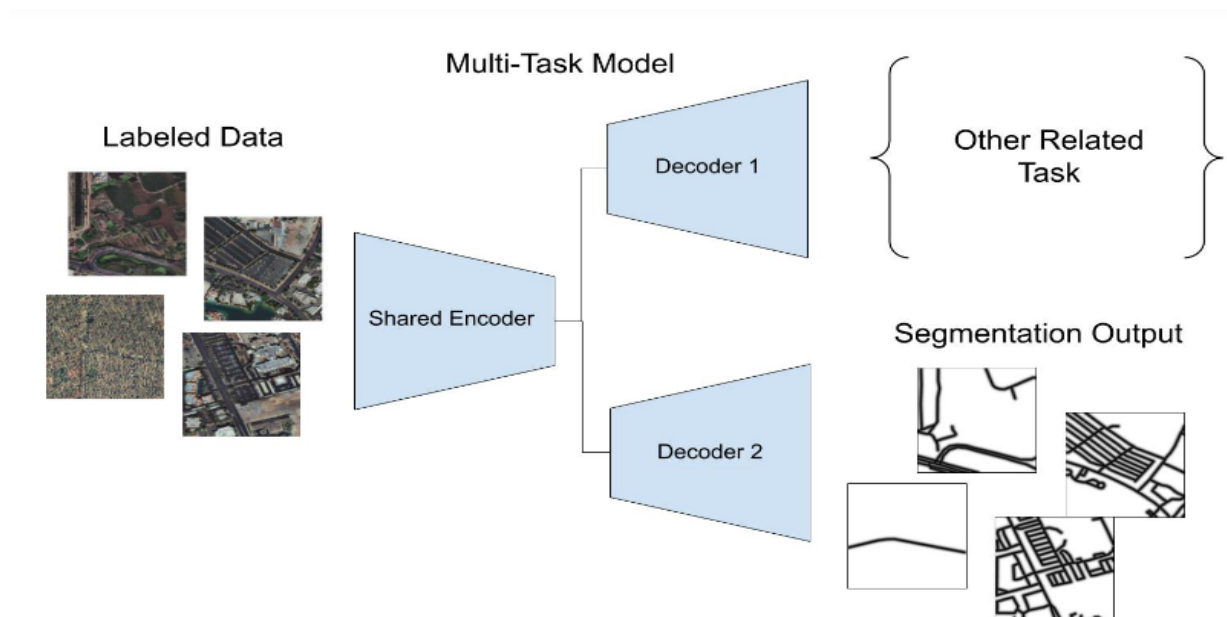 Multi-Task Model
Labeled Data
Decoder 1
Other Related
Task
Shared Encoder
Segmentation Output
Decoder 2